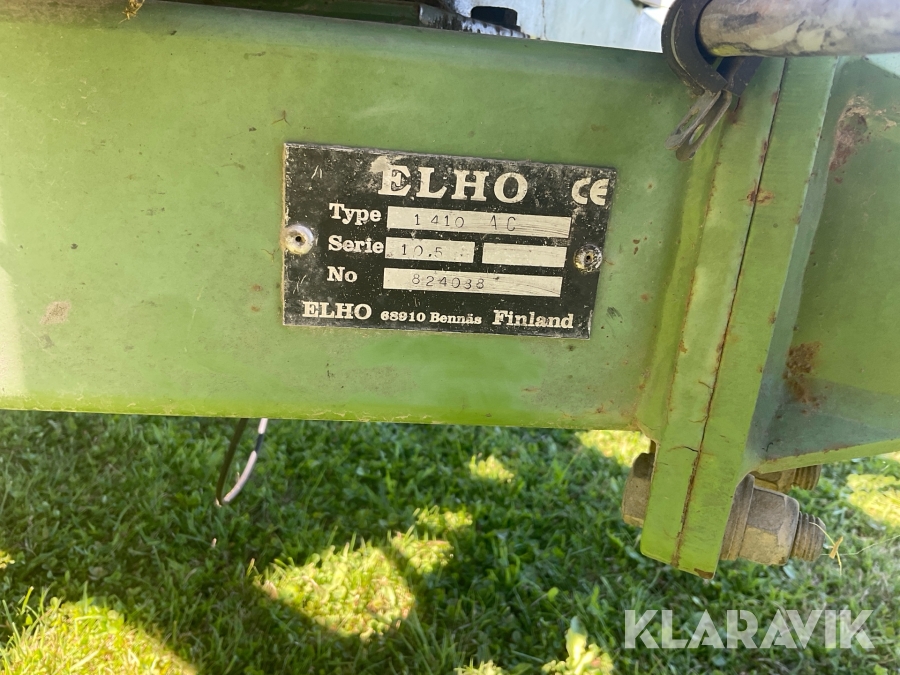 ELHO CE
Type 1410 AC
Serie 10.5
No 824038
ELHO 68910 Bennäs Finland
KLARAVIK